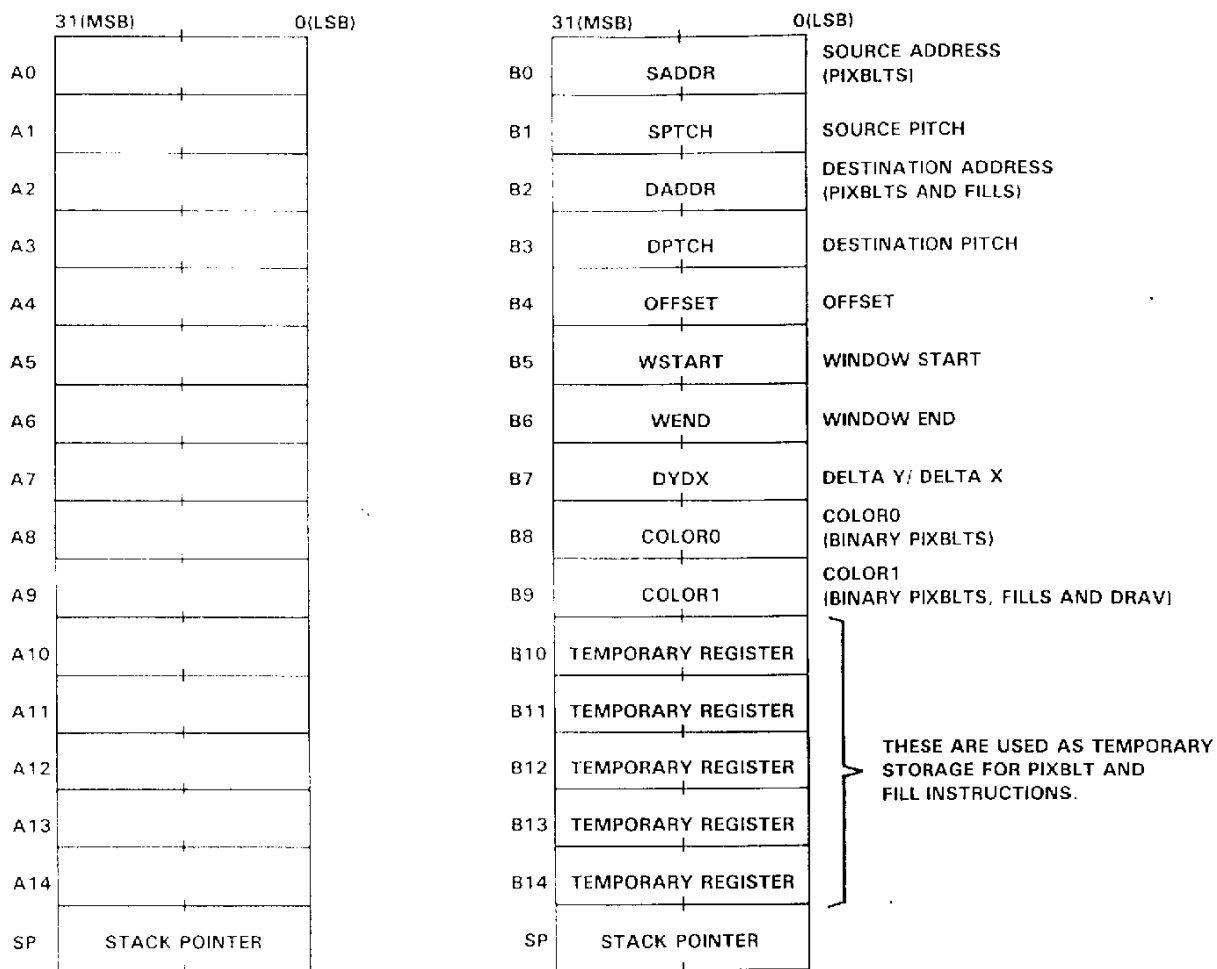 31(MSB) 0(LSB)
A0
A1
A2
A3
A4
A5
A6
A7
A8
A9
A10
A11
A12
A13
A14
SP STACK POINTER
31(MSB) 0(LSB)
B0 SADDR SOURCE ADDRESS
(PIXBLTS)
B1 SPTCH SOURCE PITCH
B2 DADDR DESTINATION ADDRESS
(PIXBLTS AND FILLS)
B3 DPTCH DESTINATION PITCH
B4 OFFSET OFFSET
B5 WSTART WINDOW START
B6 WEND WINDOW END
B7 DYDX DELTA Y/ DELTA X
B8 COLOR0 COLOR0
(BINARY PIXBLTS)
B9 COLOR1 COLOR1
(BINARY PIXBLTS, FILLS AND DRAV)
B10 TEMPORARY REGISTER
B11 TEMPORARY REGISTER
B12 TEMPORARY REGISTER
B13 TEMPORARY REGISTER
B14 TEMPORARY REGISTER
THESE ARE USED AS TEMPORARY
STORAGE FOR PIXBLT AND
FILL INSTRUCTIONS.
SP STACK POINTER